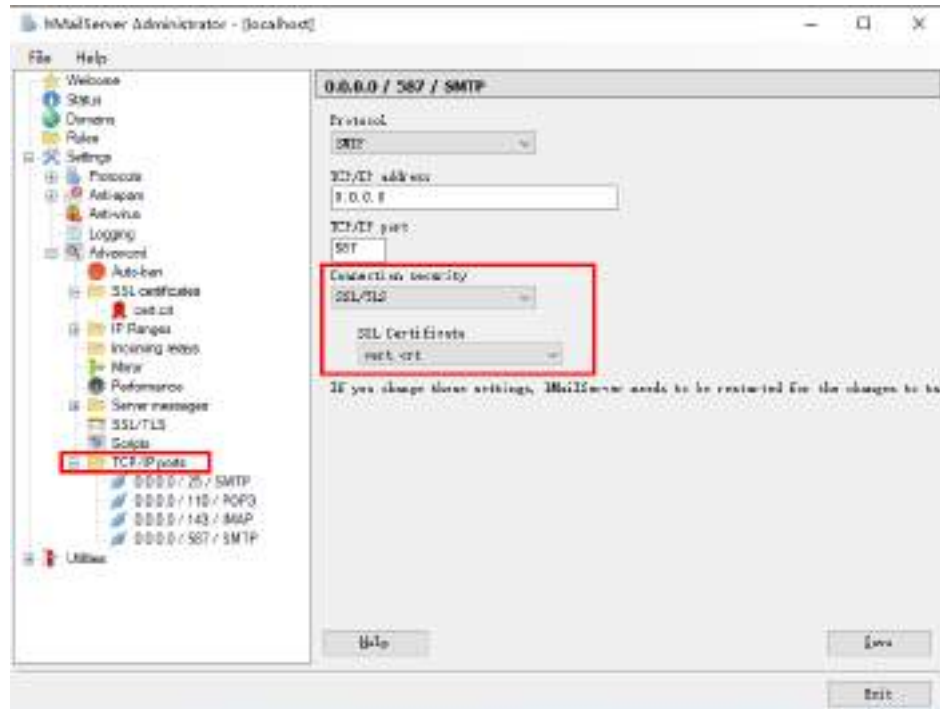 hMailServer Administrator - [localhost]
File Help
Welcome
Status
Domains
Rules
Settings
Protocols
Anti-spam
Anti-virus
Logging
Advanced
Auto-ban
SSL certificates
cert.crt
IP Ranges
Incoming relays
Mirror
Performance
Server messages
SSL/TLS
Scripts
TCP/IP ports
0.0.0.0 / 25 / SMTP
0.0.0.0 / 110 / POP3
0.0.0.0 / 143 / IMAP
0.0.0.0 / 587 / SMTP
Utilities
0.0.0.0 / 587 / SMTP
Protocol
SMTP
TCP/IP address
0.0.0.0
TCP/IP port
587
Connection security
SSL/TLS
SSL Certificate
cert.crt
If you change these settings, hMailServer needs to be restarted for the changes to ta
Help
Save
Exit